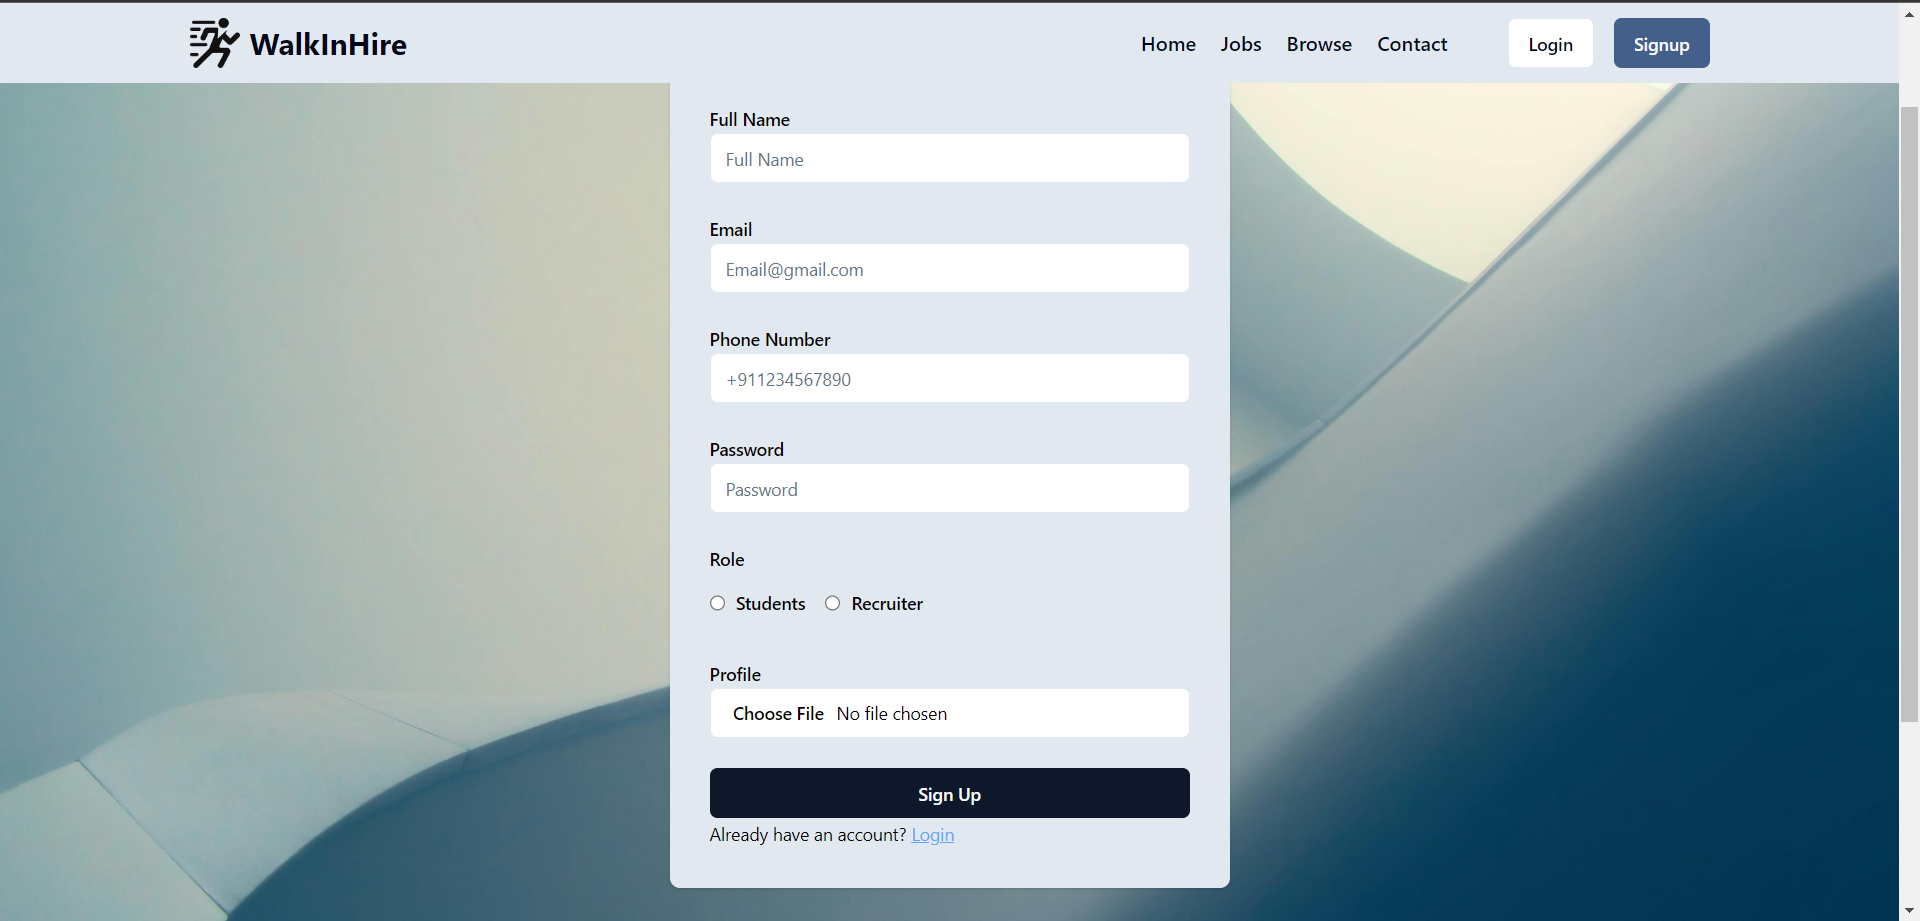 WalkInHire
Home Jobs Browse Contact Login Signup
Full Name
Full Name
Email
Email@gmail.com
Phone Number
+911234567890
Password
Password
Role
Students Recruiter
Profile
Choose File No file chosen
Sign Up
Already have an account? Login